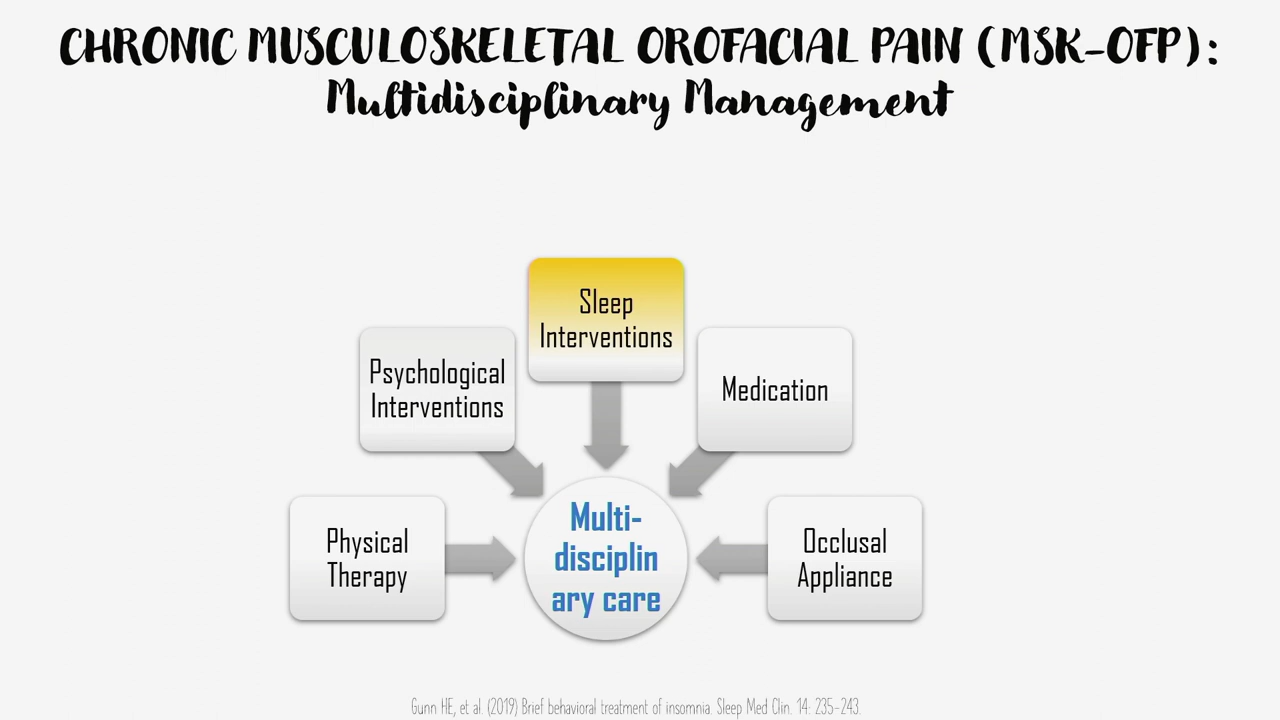 CHRONIC MUSCULOSKELETAL OROFACIAL PAIN (MSK-OFP):
Multidisciplinary Management
Sleep
Interventions
Psychological
Interventions
Medication
Physical
Therapy
Multi-
disciplin
ary care
Occlusal
Appliance
Gunn HE, et al. (2019) Brief behavioral treatment of insomnia. Sleep Med Clin. 14: 235-243.